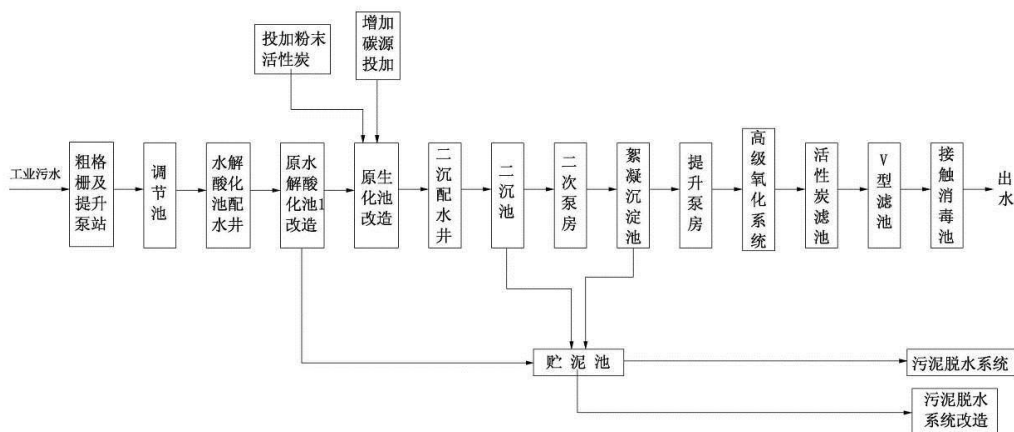 增加
碳源
投加
投加粉末
活性炭
工业污水
粗格
栅及
提升
泵站
调
节
池
水解
酸化
池配
水井
原水
解酸
化池1
改造
原生
化池
改造
二
沉
配
水
井
二
沉
池
二
次
泵
房
絮
凝
沉
淀
池
提
升
泵
房
高
级
氧
化
系
统
活
性
炭
滤
池
V
型
滤
池
接
触
消
毒
池
出
水
贮泥池
污泥脱水系统
污泥脱水
系统改造